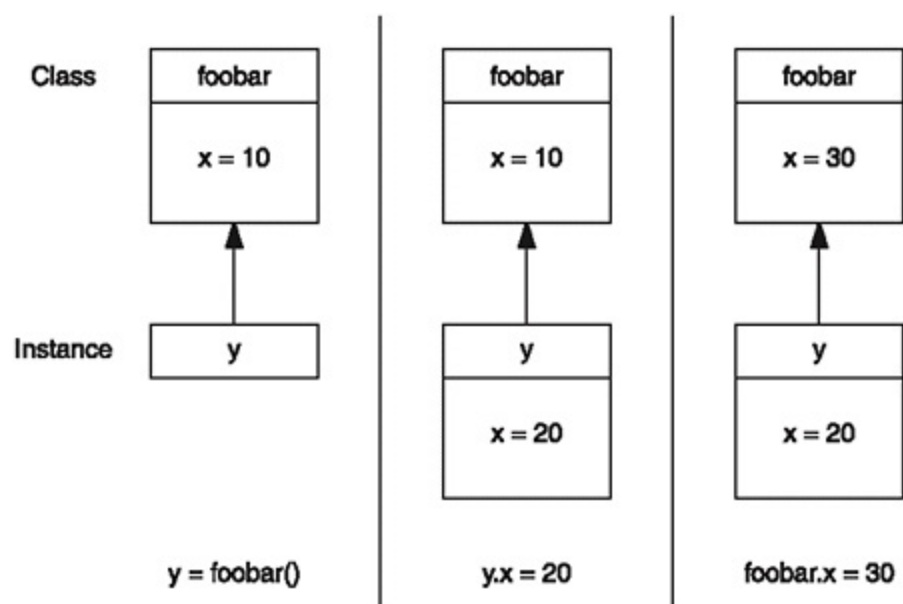 Class
foobar
foobar
foobar
x = 10
x = 10
x = 30
Instance
y
y
y
x = 20
x = 20
y = foobar()
y.x = 20
foobar.x = 30